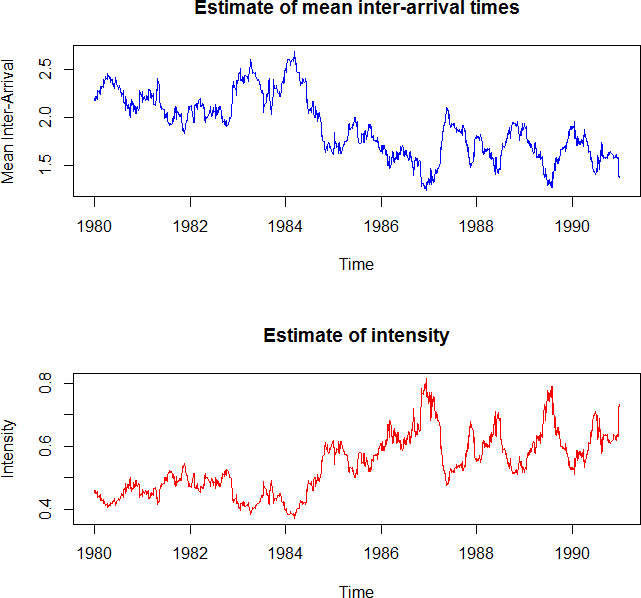 Estimate of mean inter-arrival times
Mean Inter-Arrival
2.5
2.0
1.5
1980 1982 1984 1986 1988 1990
Time
Estimate of intensity
Intensity
0.8
0.6
0.4
1980 1982 1984 1986 1988 1990
Time